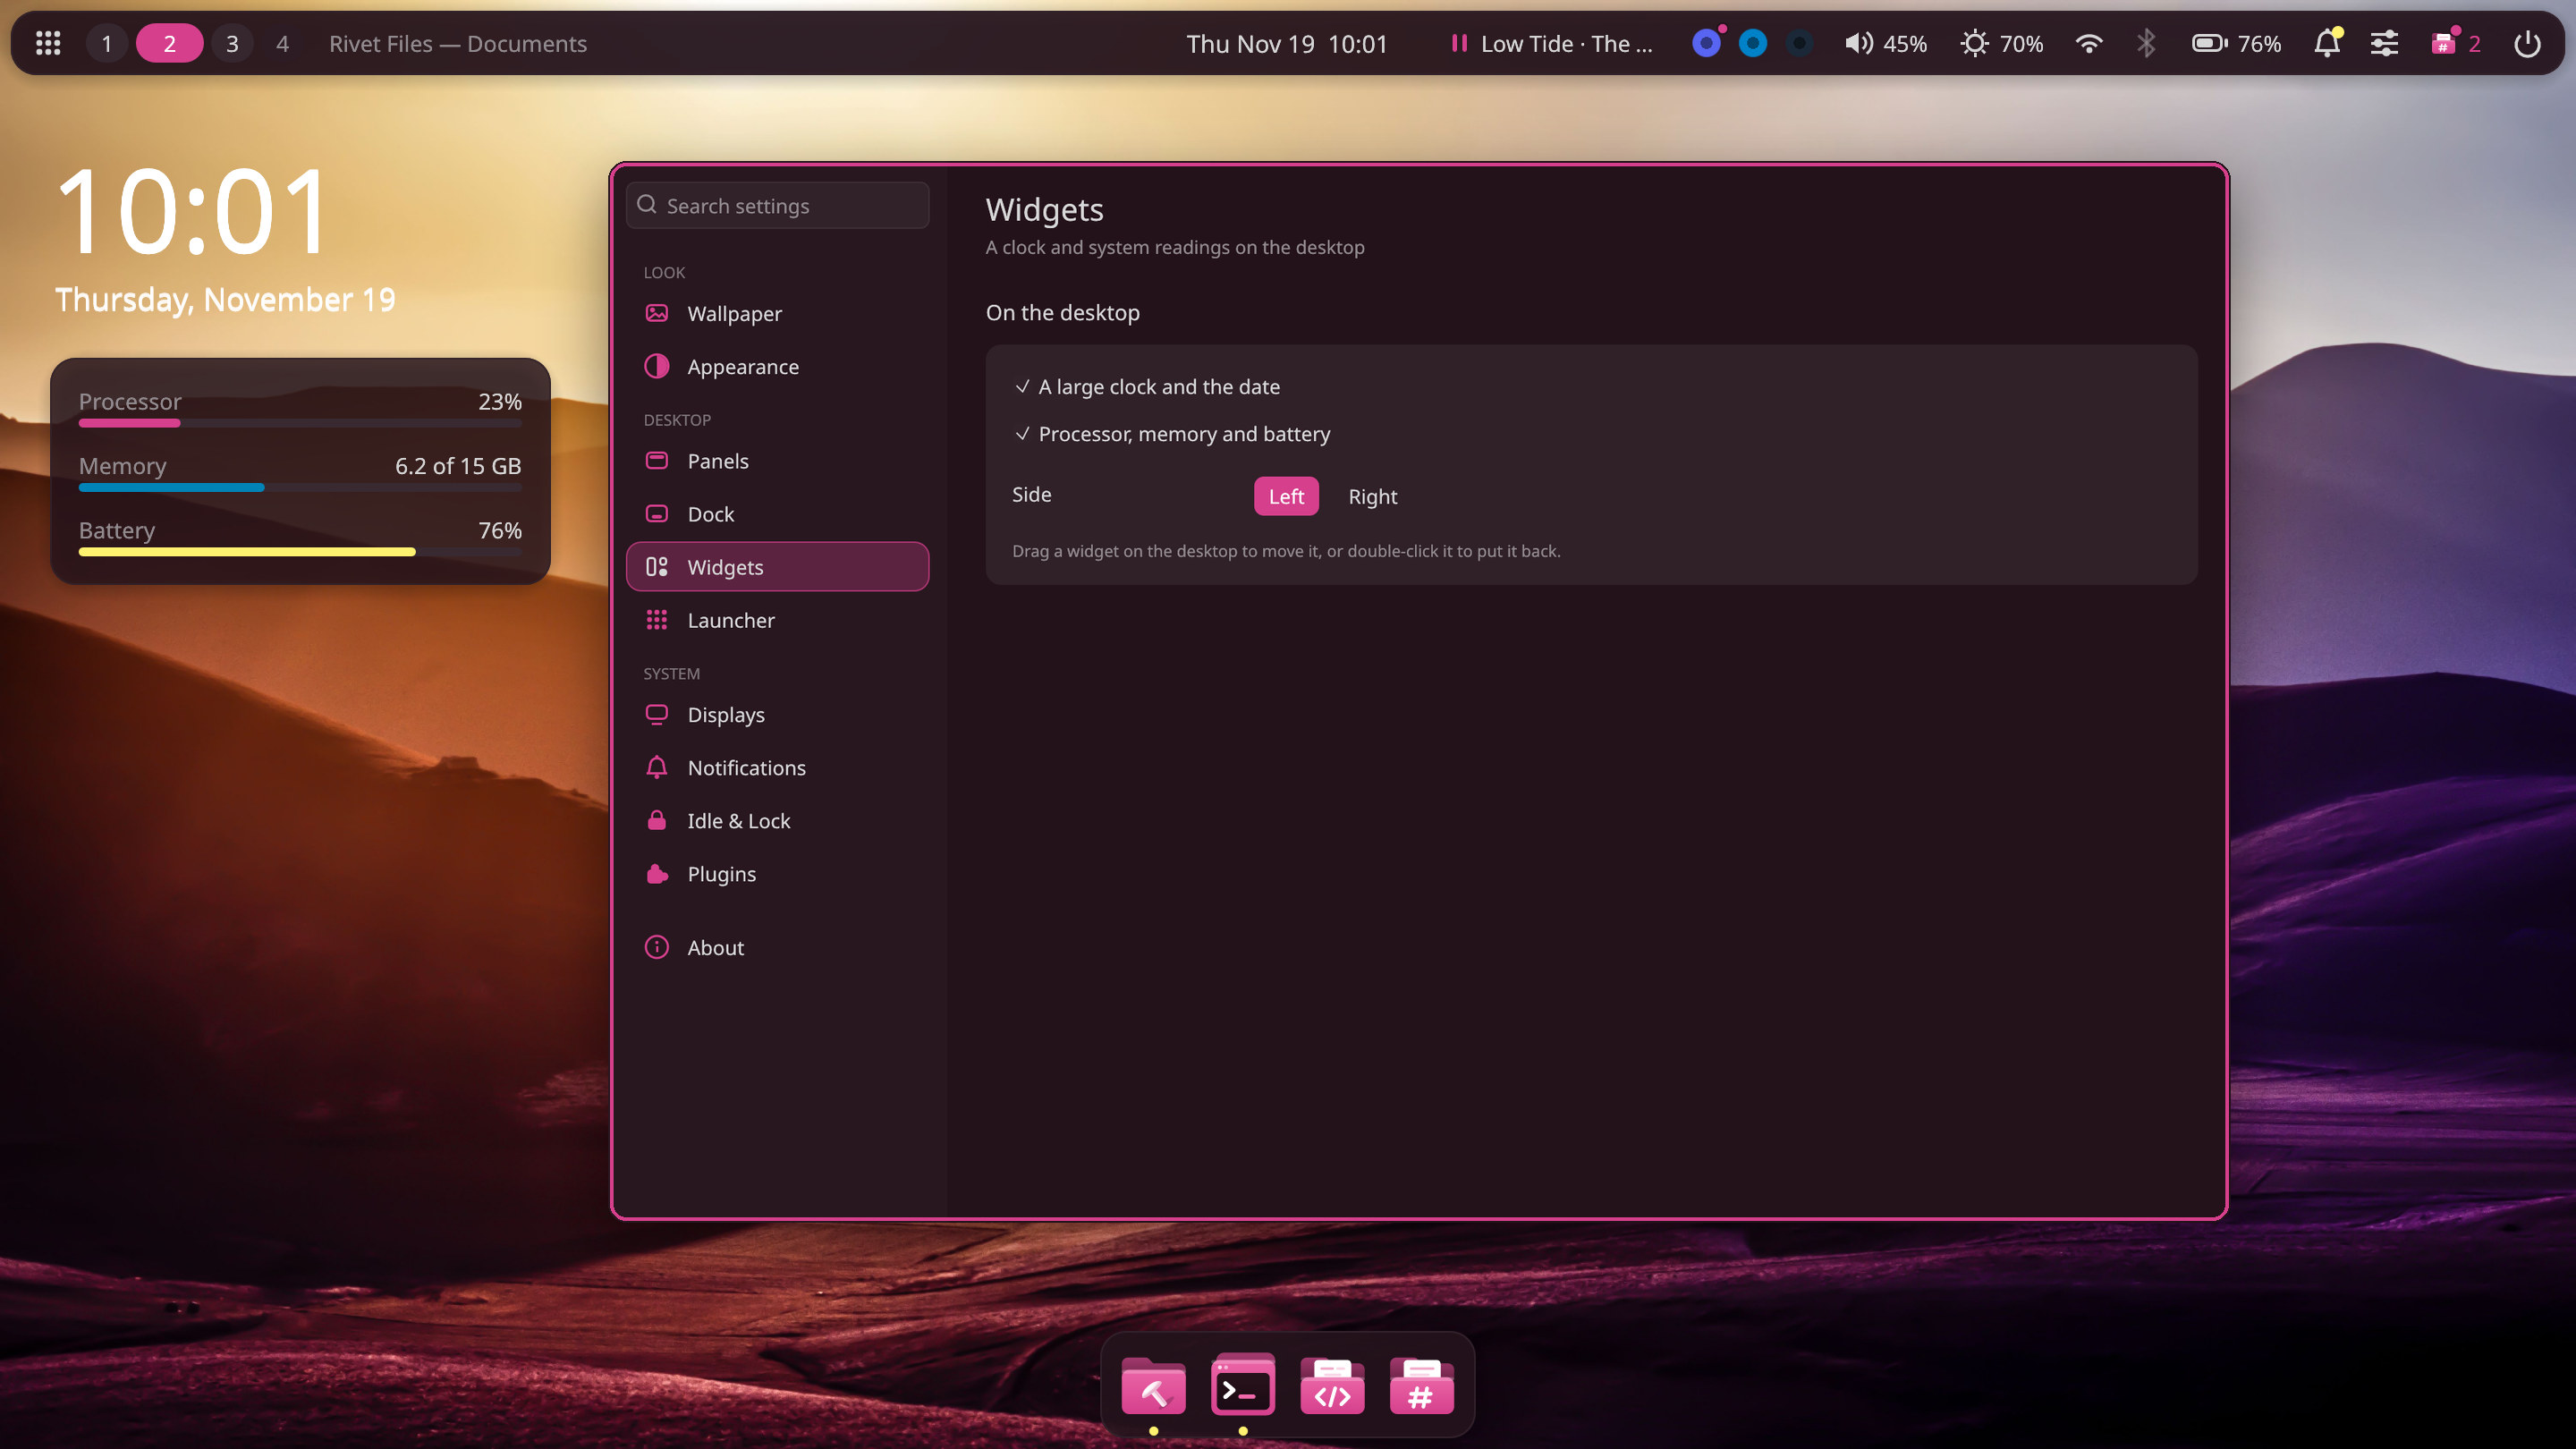 1 2 3 4 Rivet Files — Documents Thu Nov 19 10:01 Low Tide · The ... 45% 70% 76% 2
10:01
Thursday, November 19
Processor 23%
Memory 6.2 of 15 GB
Battery 76%
Search settings
LOOK
Wallpaper
Appearance
DESKTOP
Panels
Dock
Widgets
Launcher
SYSTEM
Displays
Notifications
Idle & Lock
Plugins
About
Widgets
A clock and system readings on the desktop
On the desktop
A large clock and the date
Processor, memory and battery
Side Left Right
Drag a widget on the desktop to move it, or double-click it to put it back.